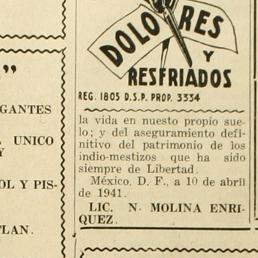 ”
GANTES
UNICO
Y
OL Y PIS-
TLAN.
DOLORES
Y
RESFRIADOS
REG. 1805 D.S.P. PROP. 3334
la vida en nuesto propio sue-
lo; y del aseguramiento defi-
nitivo del patrimonio de los
indio-mestizos que ha sido
siempre de Libertad.
México, D. F., a 10 de abril
de 1941.
LIC. N. MOLINA ENRI-
QUEZ.